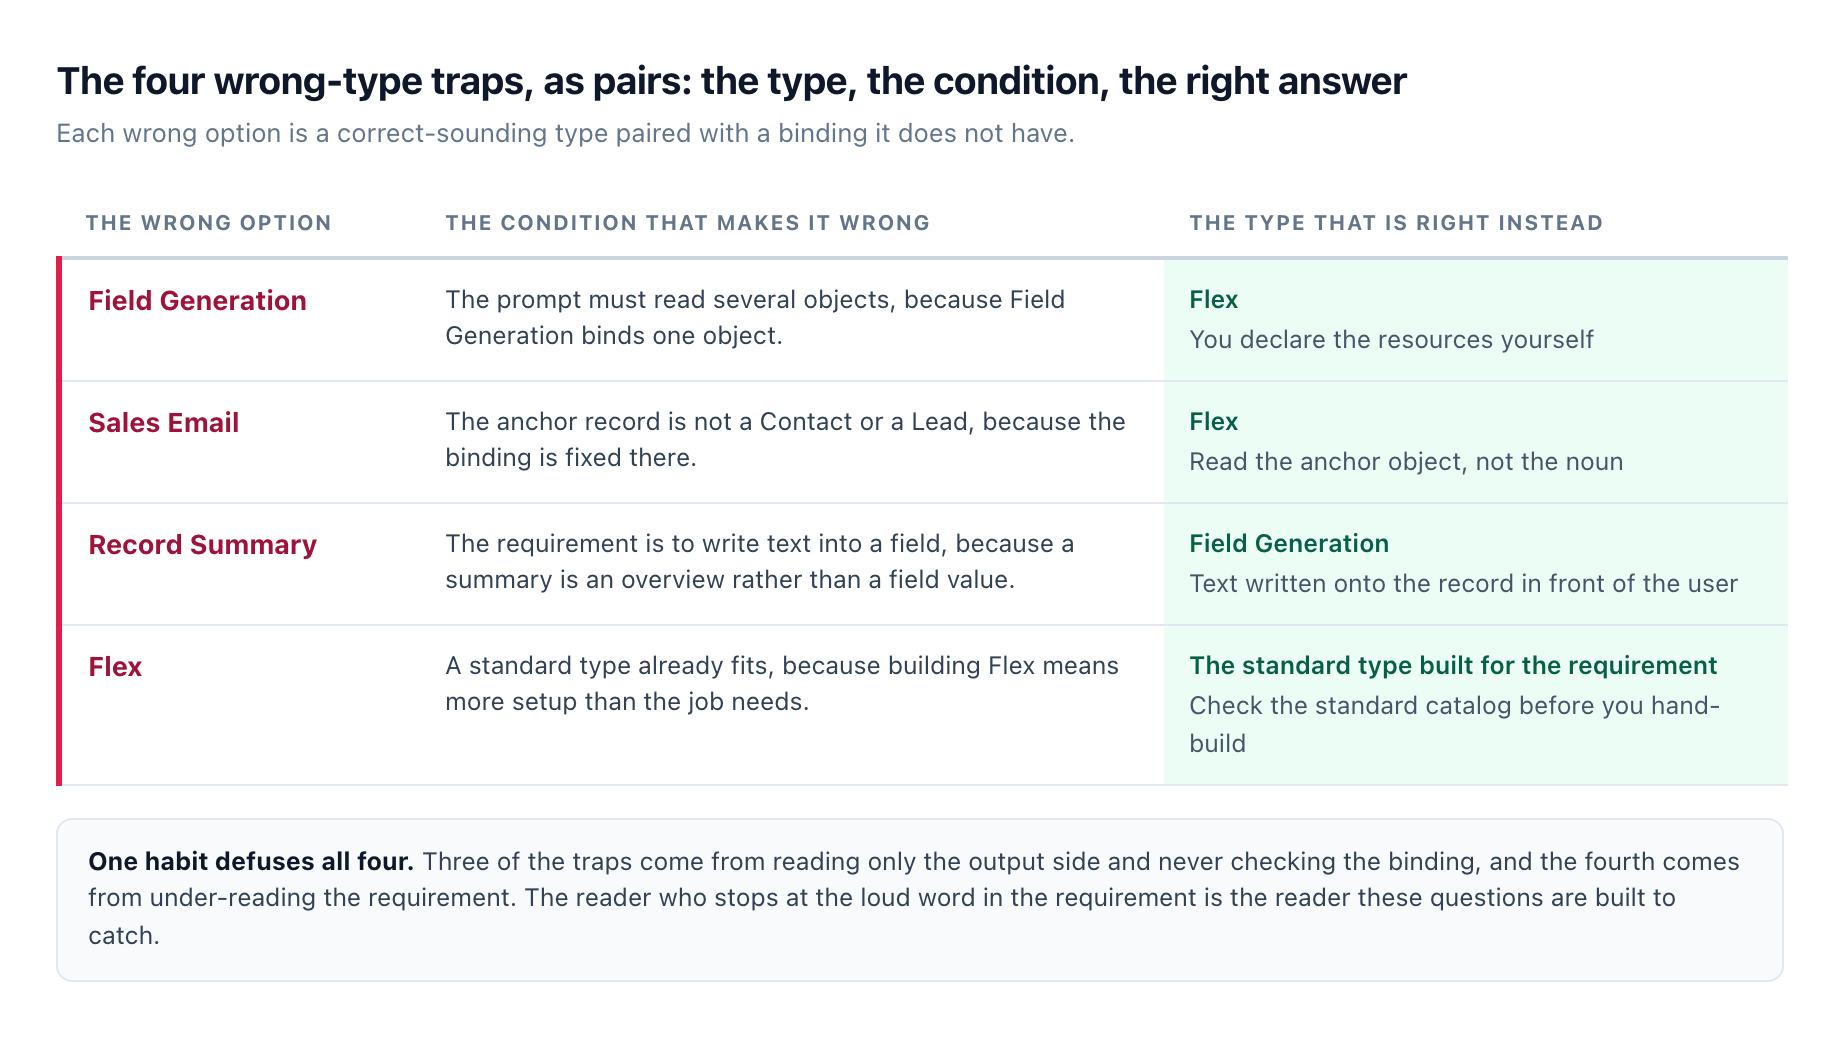 The four wrong-type traps, as pairs: the type, the condition, the right answer
Each wrong option is a correct-sounding type paired with a binding it does not have.
THE WRONG OPTION
THE CONDITION THAT MAKES IT WRONG
THE TYPE THAT IS RIGHT INSTEAD
Field Generation
The prompt must read several objects, because Field
Generation binds one object.
Flex
You declare the resources yourself
Sales Email
The anchor record is not a Contact or a Lead, because the
binding is fixed there.
Flex
Read the anchor object, not the noun
Record Summary
The requirement is to write text into a field, because a
summary is an overview rather than a field value.
Field Generation
Text written onto the record in front of the user
Flex
A standard type already fits, because building Flex means
more setup than the job needs.
The standard type built for the requirement
Check the standard catalog before you hand-
build
One habit defuses all four. Three of the traps come from reading only the output side and never checking the binding, and the fourth comes
from under-reading the requirement. The reader who stops at the loud word in the requirement is the reader these questions are built to
catch.